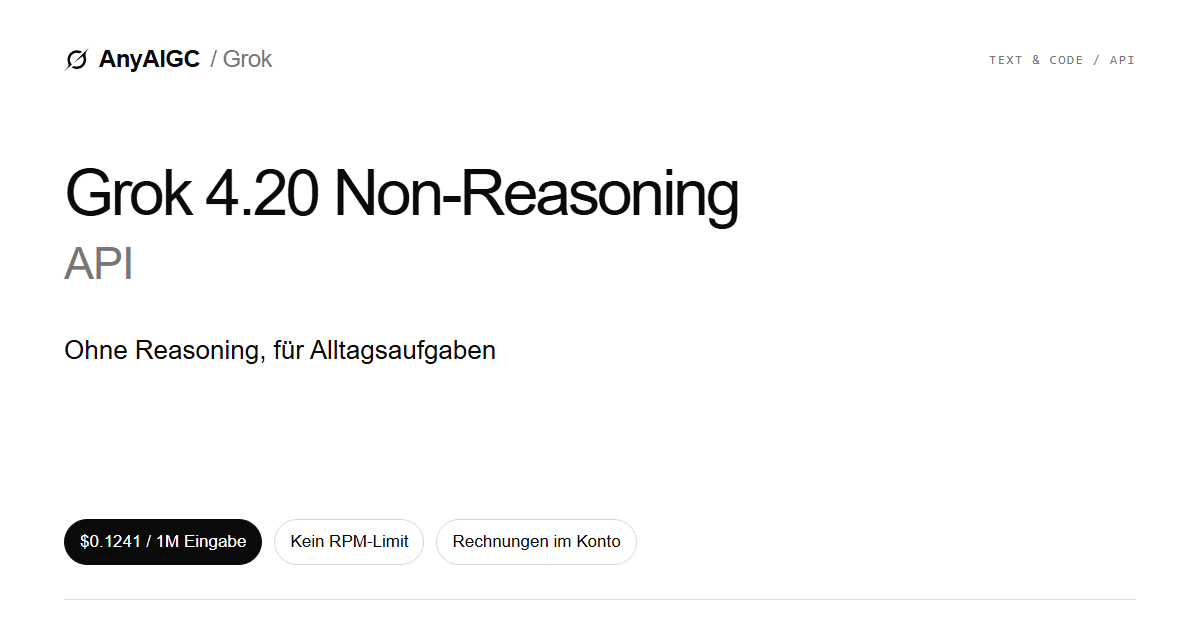 AnyAIGC / Grok
TEXT & CODE / API
Grok 4.20 Non-Reasoning
API
Ohne Reasoning, für Alltagsaufgaben
$0.1241 / 1M Eingabe
Kein RPM-Limit
Rechnungen im Konto